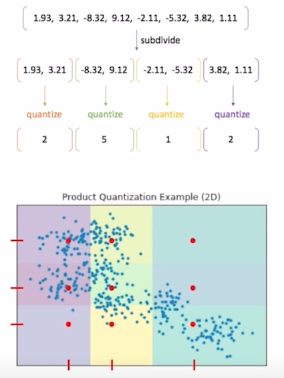 1.93, 3.21, -8.32, 9.12, -2.11, -5.32, 3.82, 1.11
subdivide
1.93, 3.21 -8.32, 9.12 -2.11, -5.32 3.82, 1.11
quantize quantize quantize quantize
2 5 1 2
Product Quantization Example (2D)